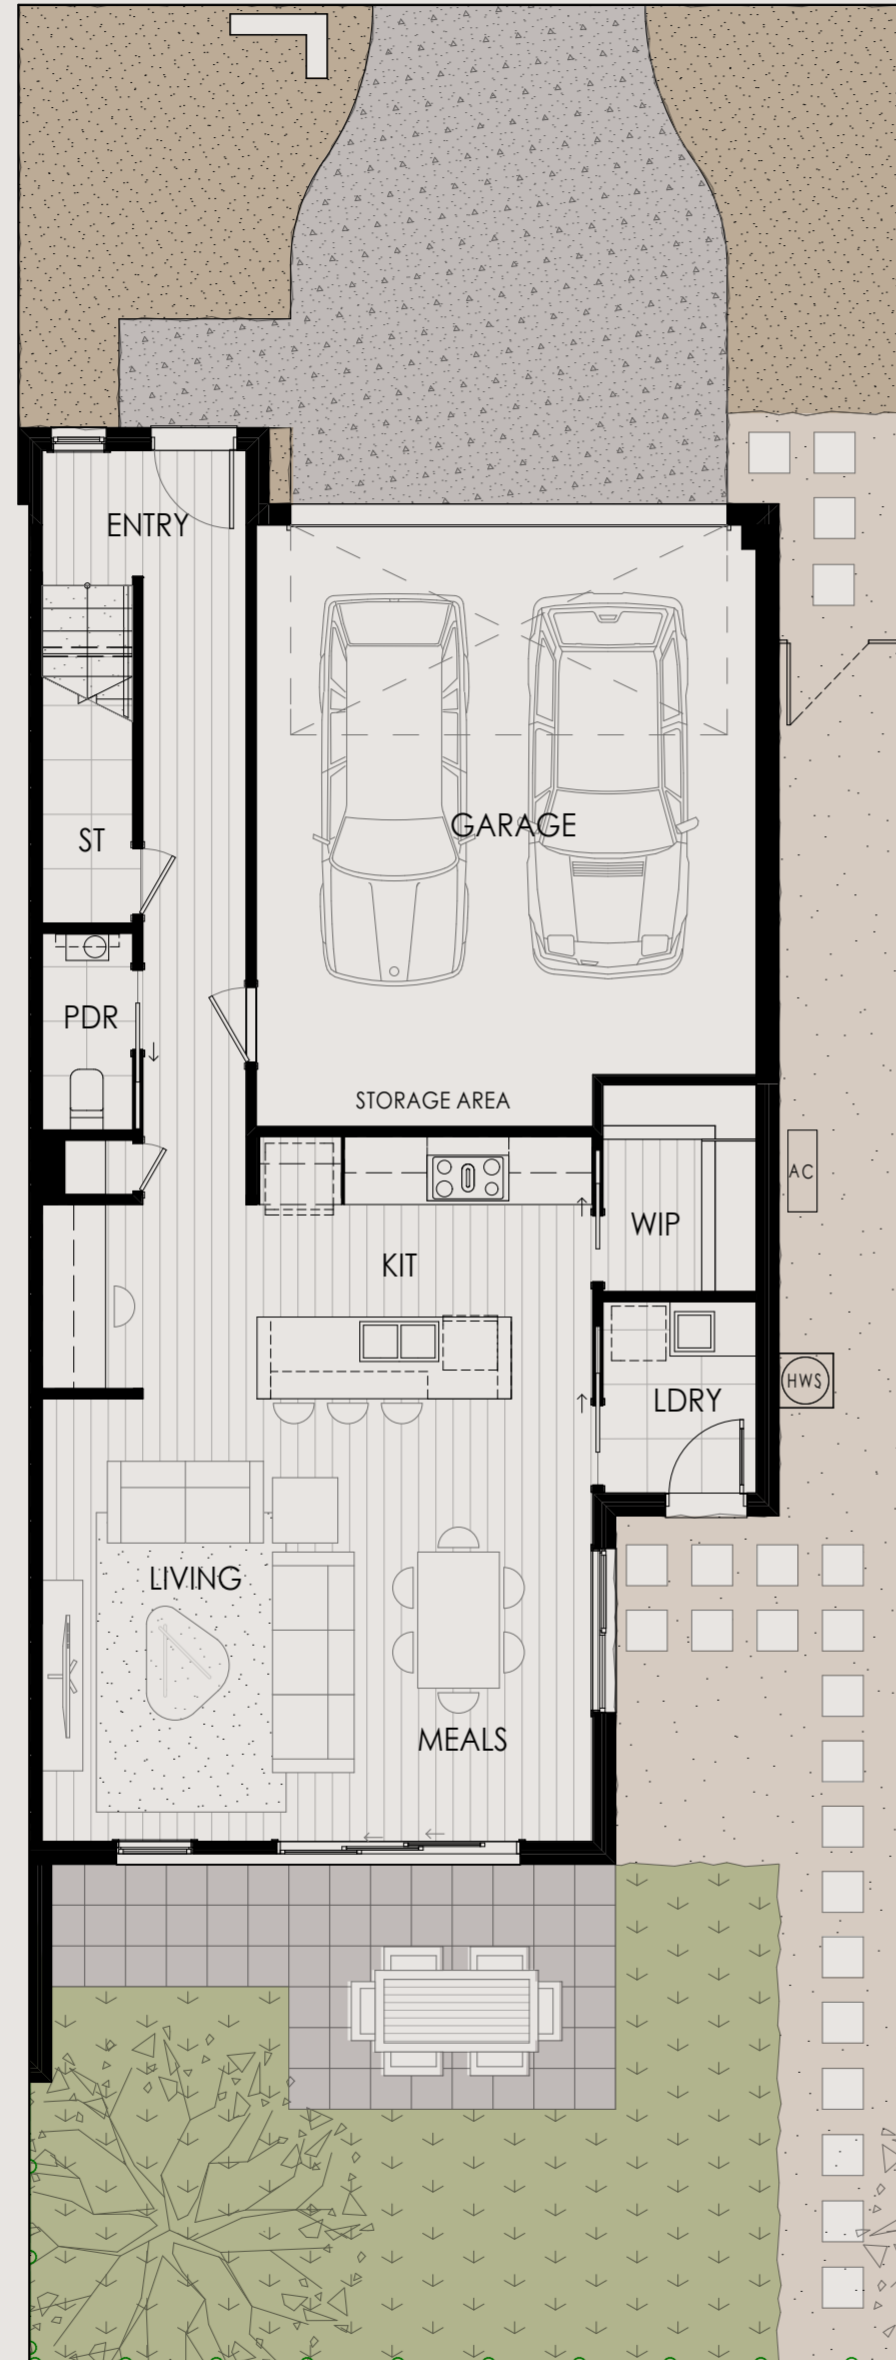 ENTRY
ST
GARAGE
PDR
STORAGE AREA
AC
WIP
KIT
HWS
LDRY
LIVING
MEALS